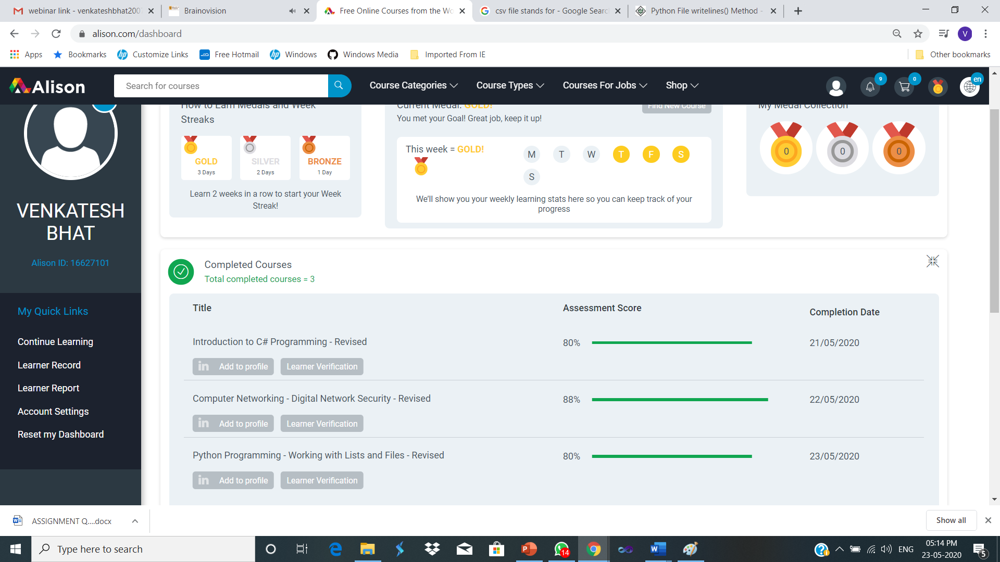 webinar link - venkateshbhat200
Brainovision
Free Online Courses from the Wo
csv file stands for - Google Searc
Python File writelines() Method -
alison.com/dashboard
V
Apps
Bookmarks
Customize Links
Free Hotmail
Windows
Windows Media
Imported From IE
Other bookmarks
Alison
Search for courses
Course Categories
Course Types
Courses For Jobs
Shop
9
0
en
How to Earn Medals and Week
Streaks
GOLD
3 Days
SILVER
2 Days
BRONZE
1 Day
Learn 2 weeks in a row to start your Week
Streak!
Current Medal: GOLD!
Find New Course
You met your Goal! Great job, keep it up!
This week = GOLD!
M T W T F S
S
We'll show you your weekly learning stats here so you can keep track of your
progress
My Medal Collection
0 0 0
VENKATESH
BHAT
Alison ID: 16627101
My Quick Links
Continue Learning
Learner Record
Learner Report
Account Settings
Reset my Dashboard
Completed Courses
Total completed courses = 3
Title
Assessment Score
Completion Date
Introduction to C# Programming - Revised
80%
21/05/2020
in Add to profile
Learner Verification
Computer Networking - Digital Network Security - Revised
88%
22/05/2020
in Add to profile
Learner Verification
Python Programming - Working with Lists and Files - Revised
80%
23/05/2020
in Add to profile
Learner Verification
ASSIGNMENT Q....docx
Show all
Type here to search
14
ENG
05:14 PM
23-05-2020
5